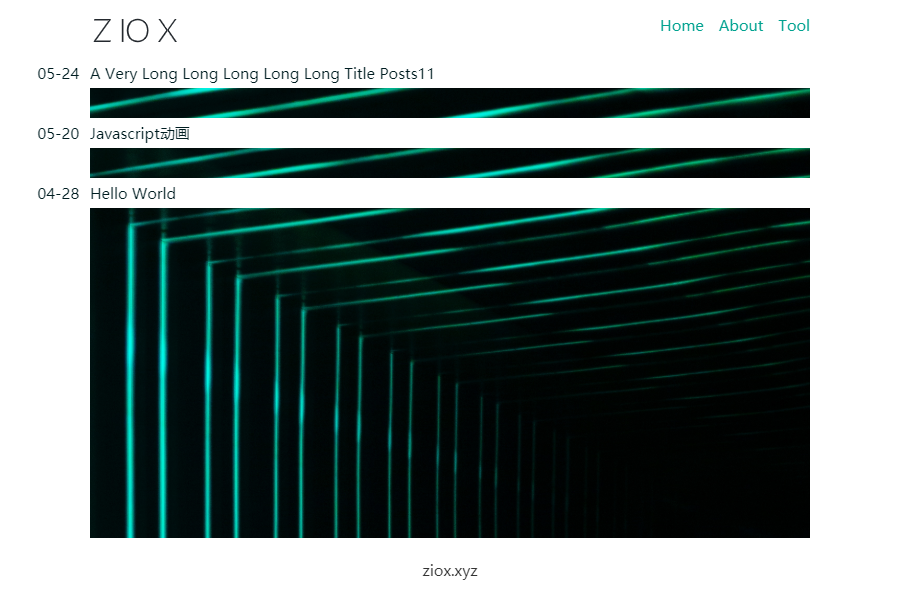 ZIOX
Home About Tool
05-24 A Very Long Long Long Long Long Title Posts11
05-20 Javascript动画
04-28 Hello World
ziox.xyz